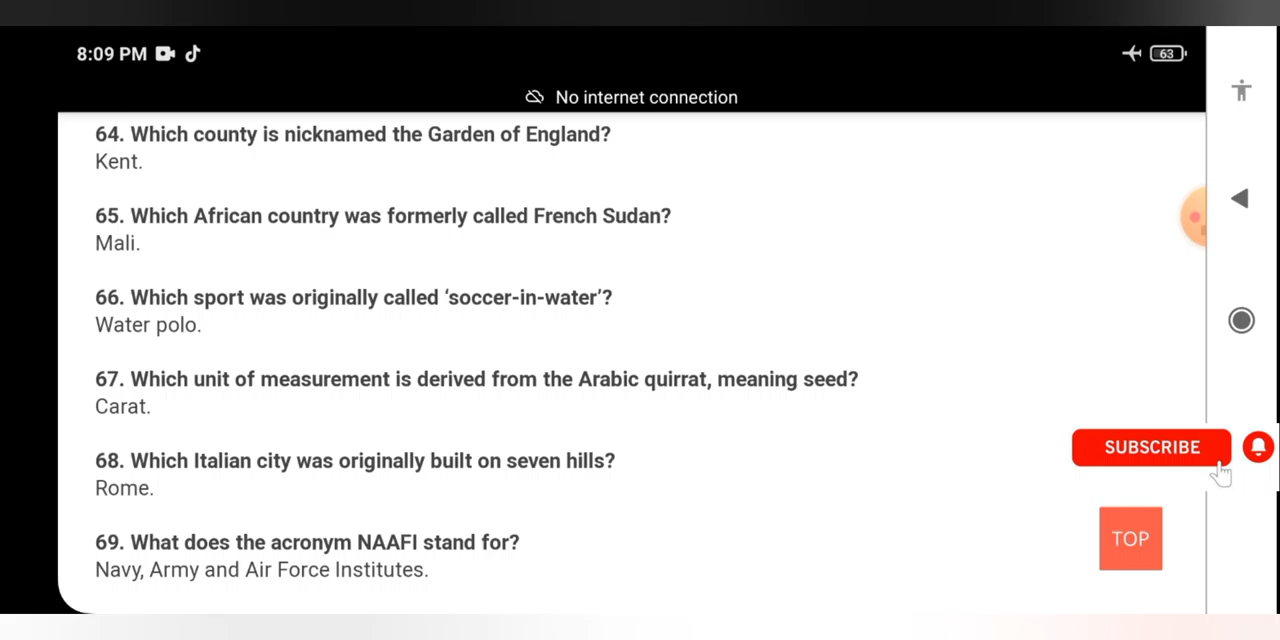 8:09 PM
63
No internet connection
64. Which county is nicknamed the Garden of England?
Kent.
65. Which African country was formerly called French Sudan?
Mali.
66. Which sport was originally called ‘soccer-in-water’?
Water polo.
67. Which unit of measurement is derived from the Arabic quirrat, meaning seed?
Carat.
SUBSCRIBE
68. Which Italian city was originally built on seven hills?
Rome.
TOP
69. What does the acronym NAAFI stand for?
Navy, Army and Air Force Institutes.